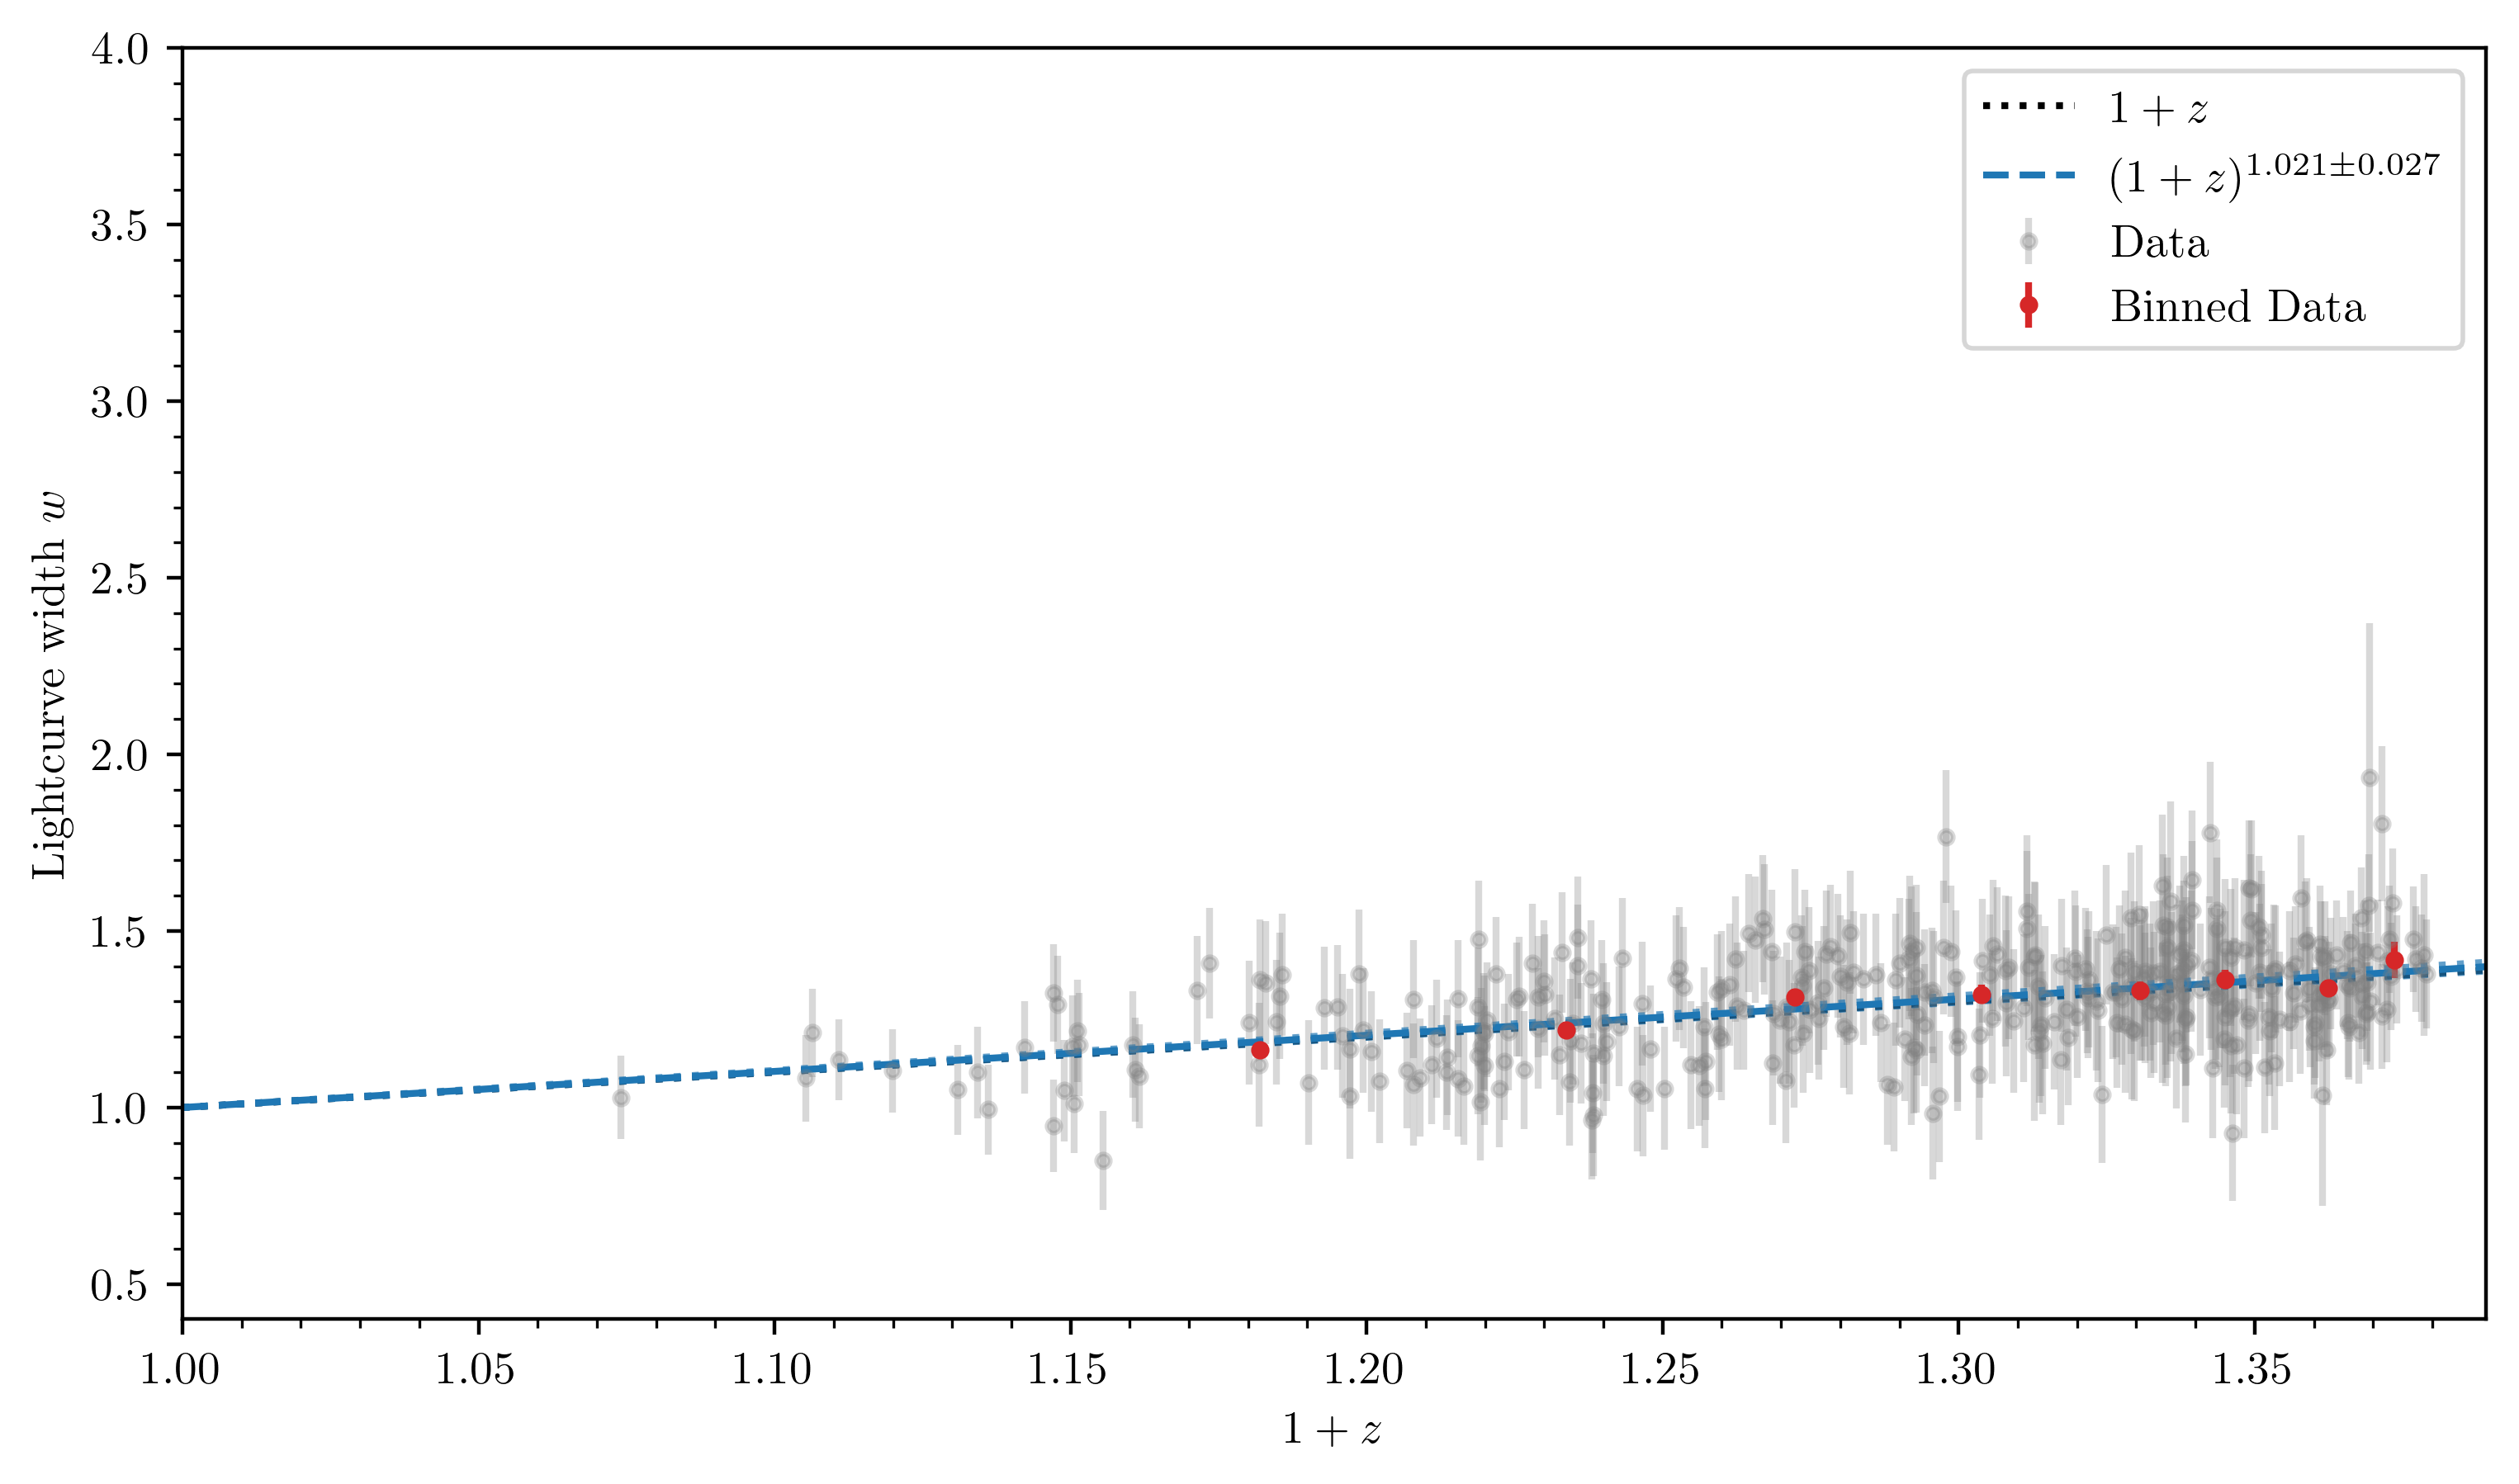 4.0
3.5
3.0
2.5
2.0
1.5
1.0
0.5
Lightcurve width w
1.00 1.05 1.10 1.15 1.20 1.25 1.30 1.35
1 + z
1 + z
(1 + z)^{1.021±0.027}
Data
Binned Data